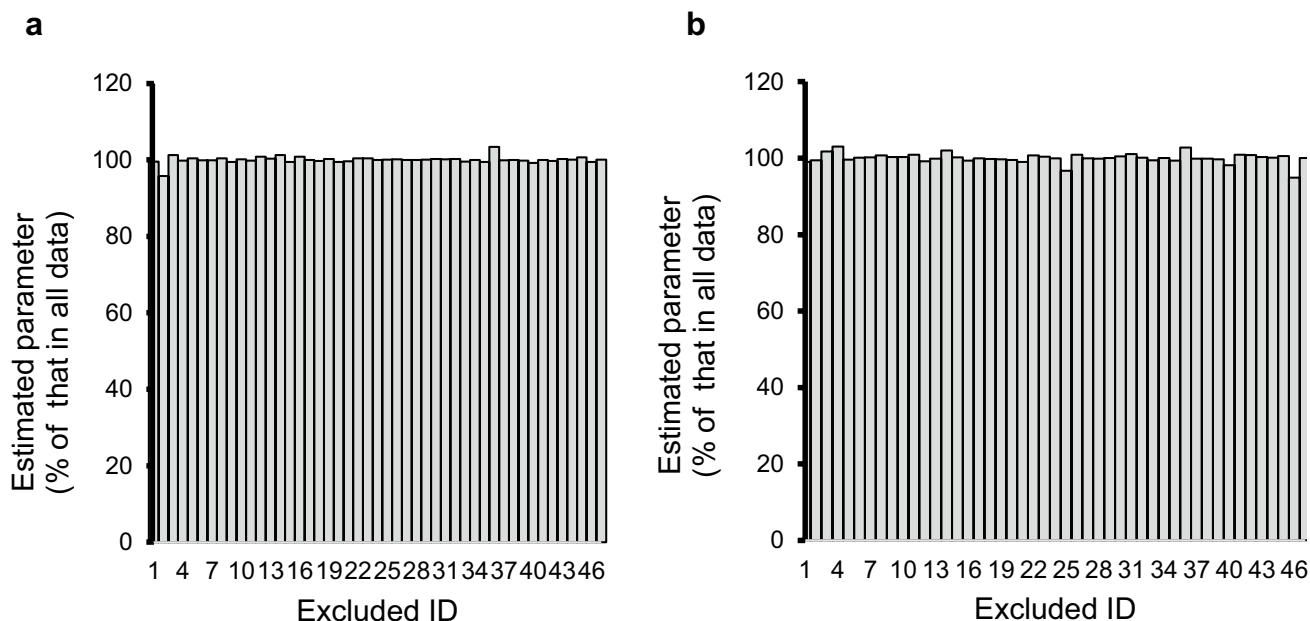 a
120
100
80
60
40
20
0
Estimated parameter
(% of that in all data)
1 4 7 10 13 16 19 22 25 28 31 34 37 40 43 46
Excluded ID
b
120
100
80
60
40
20
0
Estimated parameter
(% of that in all data)
1 4 7 10 13 16 19 22 25 28 31 34 37 40 43 46
Excluded ID